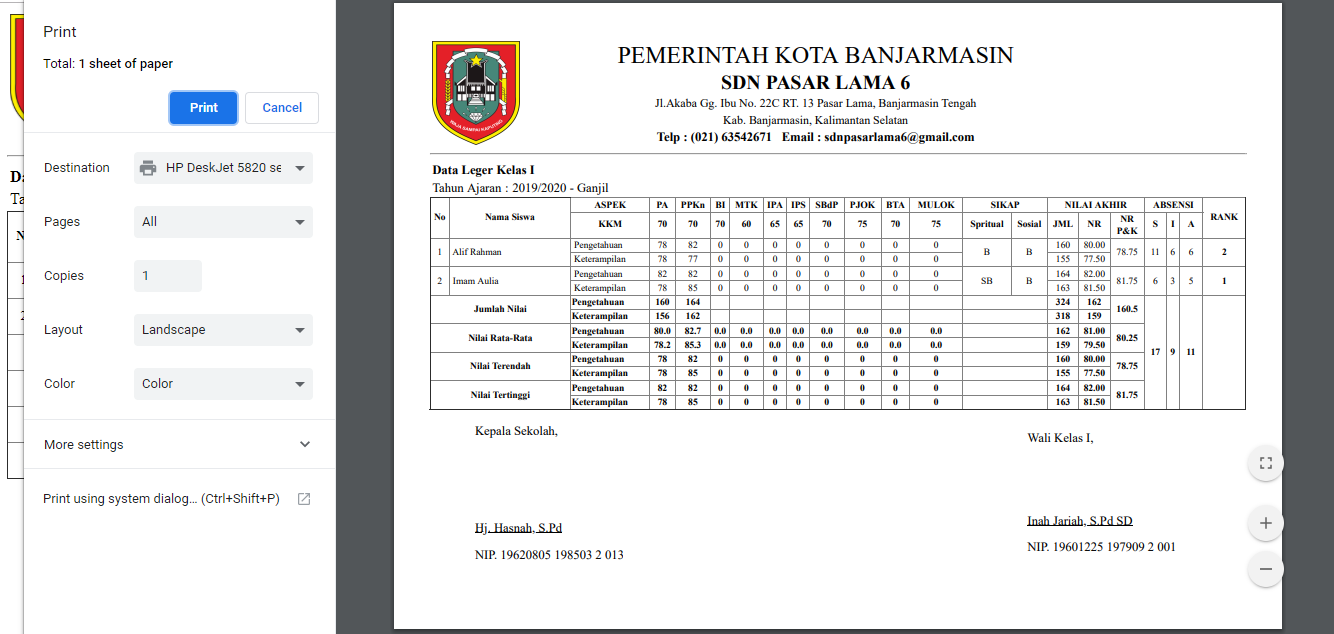 Print
Total: 1 sheet of paper
Print Cancel
Destination HP DeskJet 5820 se
Pages All
Copies 1
Layout Landscape
Color Color
More settings
Print using system dialog... (Ctrl+Shift+P)
WAJA SAMPAI KAPUTING
PEMERINTAH KOTA BANJARMASIN
SDN PASAR LAMA 6
Jl.Akaba Gg. Ibu No. 22C RT. 13 Pasar Lama, Banjarmasin Tengah
Kab. Banjarmasin, Kalimantan Selatan
Telp : (021) 63542671 Email : sdnpasarlama6@gmail.com
Data Leger Kelas I
Tahun Ajaran : 2019/2020 - Ganjil
No Nama Siswa ASPEK PA PPKn BI MTK IPA IPS SBdP PJOK BTA MULOK SIKAP NILAI AKHIR ABSENSI RANK
KKM 70 70 70 60 65 65 70 75 70 75 Spritual Sosial JML NR NR P&K S I A
1 Alif Rahman Pengetahuan 78 82 0 0 0 0 0 0 0 0 B B 160 80.00 78.75 11 6 6 2
Keterampilan 78 77 0 0 0 0 0 0 0 0 155 77.50
2 Imam Aulia Pengetahuan 82 82 0 0 0 0 0 0 0 0 SB B 164 82.00 81.75 6 3 5 1
Keterampilan 78 85 0 0 0 0 0 0 0 0 163 81.50
Jumlah Nilai Pengetahuan 160 164 324 162 160.5 17 9 11
Keterampilan 156 162 318 159
Nilai Rata-Rata Pengetahuan 80.0 82.7 0.0 0.0 0.0 0.0 0.0 0.0 0.0 0.0 162 81.00 80.25
Keterampilan 78.2 85.3 0.0 0.0 0.0 0.0 0.0 0.0 0.0 0.0 159 79.50
Nilai Terendah Pengetahuan 78 82 0 0 0 0 0 0 0 0 160 80.00 78.75
Keterampilan 78 85 0 0 0 0 0 0 0 0 155 77.50
Nilai Tertinggi Pengetahuan 82 82 0 0 0 0 0 0 0 0 164 82.00 81.75
Keterampilan 78 85 0 0 0 0 0 0 0 0 163 81.50
Kepala Sekolah,
Wali Kelas I,
Hj. Hasnah, S.Pd
Inah Jariah, S.Pd SD
NIP. 19620805 198503 2 013
NIP. 19601225 197909 2 001